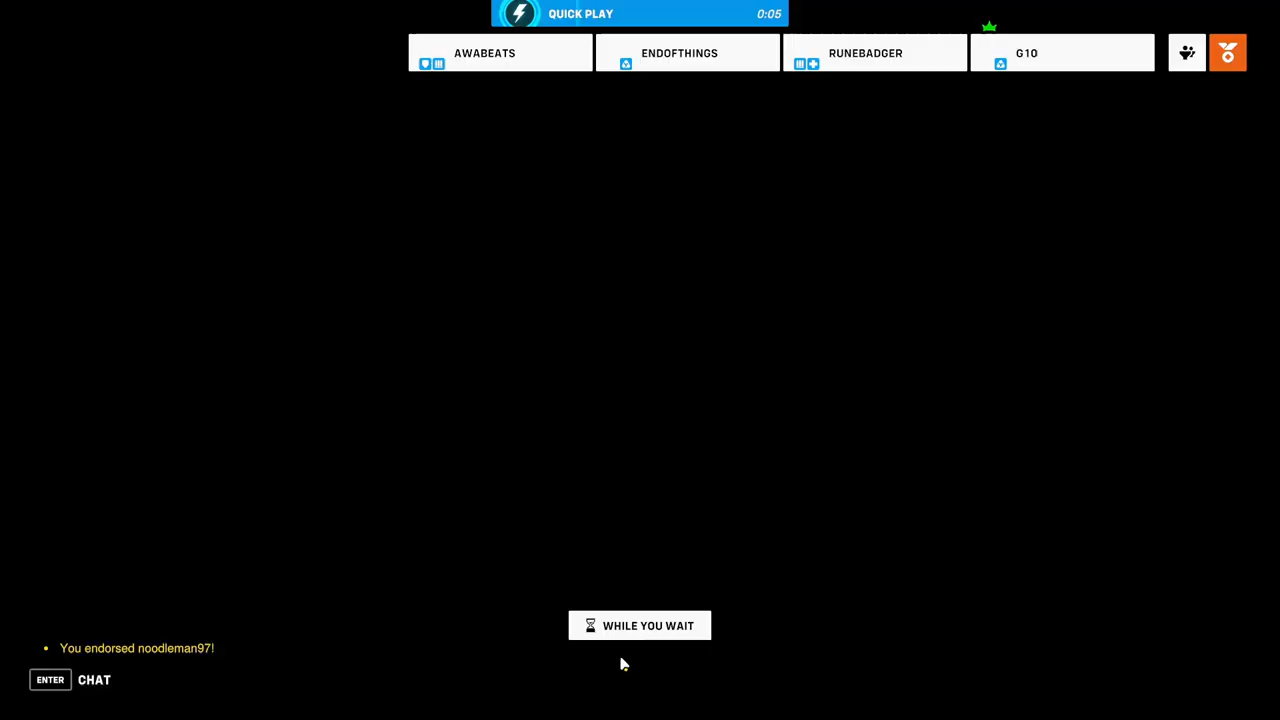 QUICK PLAY 0:05
AWABEATS ENDOFTHINGS RUNEBADGER G10
WHILE YOU WAIT
You endorsed noodleman97!
ENTER CHAT